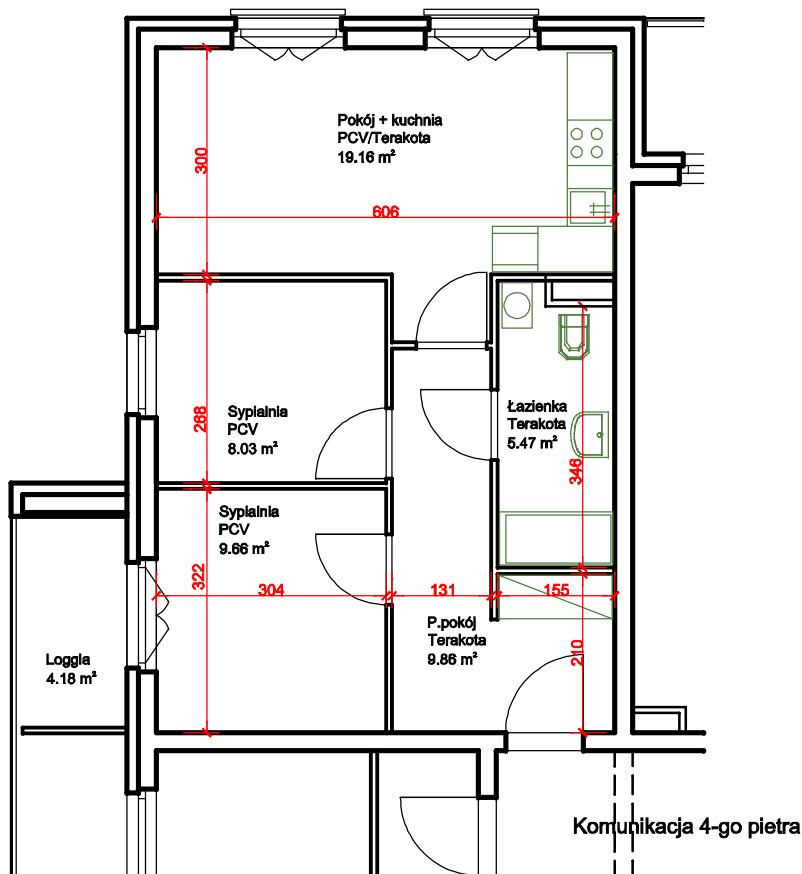 Pokój + kuchnia
PCV/Terakota
19.16 m²
300
606
268
Sypialnia
PCV
8.03 m²
Łazienka
Terakota
5.47 m²
346
Sypialnia
PCV
9.66 m²
322
304
131
155
P.pokój
Terakota
9.86 m²
210
Loggia
4.18 m²
Komunikacja 4-go pietra